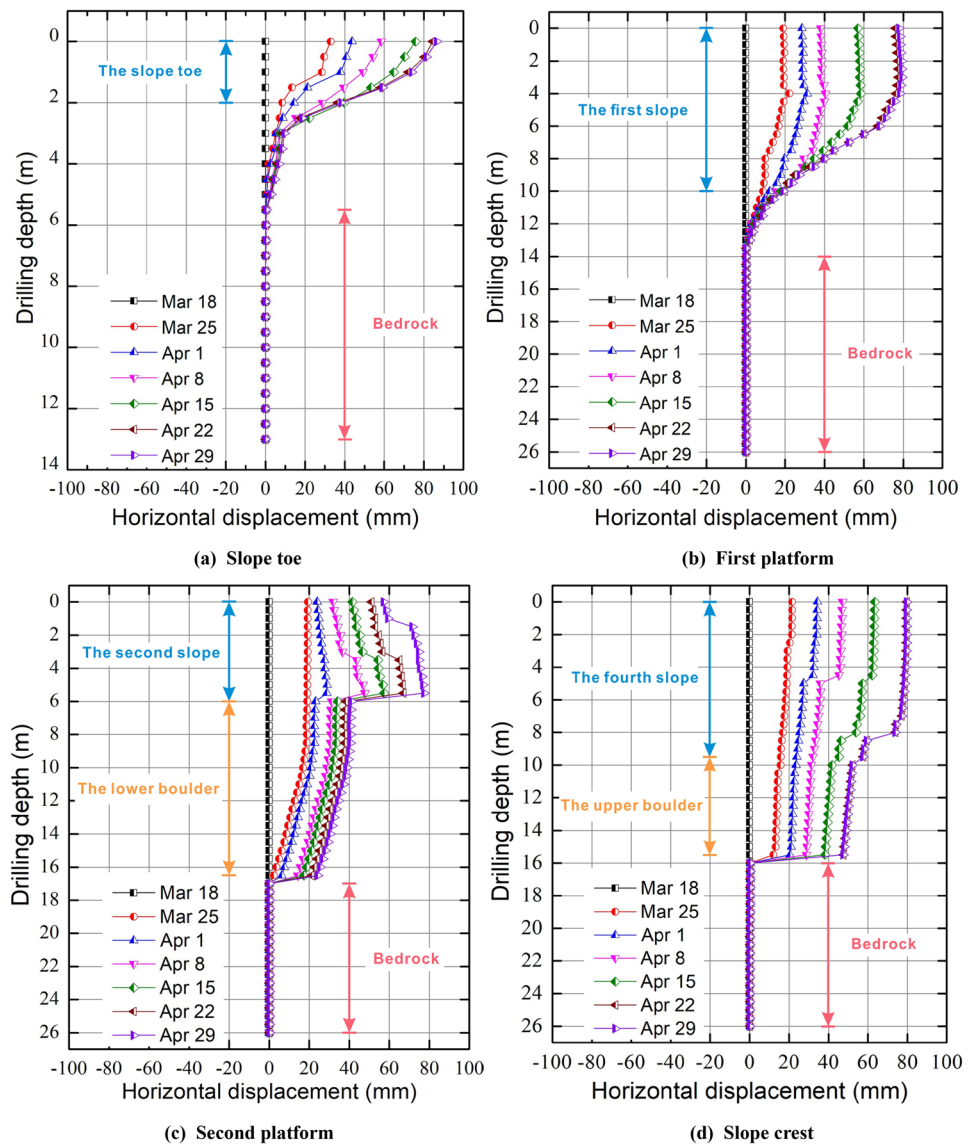 Drilling depth (m)
0
2
4
6
8
10
12
14
The slope toe
Bedrock
Mar 18
Mar 25
Apr 1
Apr 8
Apr 15
Apr 22
Apr 29
-100 -80 -60 -40 -20 0 20 40 60 80 100
Horizontal displacement (mm)
(a) Slope toe
Drilling depth (m)
0
2
4
6
8
10
12
14
16
18
20
22
24
26
The first slope
Bedrock
Mar 18
Mar 25
Apr 1
Apr 8
Apr 15
Apr 22
Apr 29
-100 -80 -60 -40 -20 0 20 40 60 80 100
Horizontal displacement (mm)
(b) First platform
Drilling depth (m)
0
2
4
6
8
10
12
14
16
18
20
22
24
26
The second slope
The lower boulder
Bedrock
Mar 18
Mar 25
Apr 1
Apr 8
Apr 15
Apr 22
Apr 29
-100 -80 -60 -40 -20 0 20 40 60 80 100
Horizontal displacement (mm)
(c) Second platform
Drilling depth (m)
0
2
4
6
8
10
12
14
16
18
20
22
24
26
The fourth slope
The upper boulder
Bedrock
Mar 18
Mar 25
Apr 1
Apr 8
Apr 15
Apr 22
Apr 29
-100 -80 -60 -40 -20 0 20 40 60 80 100
Horizontal displacement (mm)
(d) Slope crest